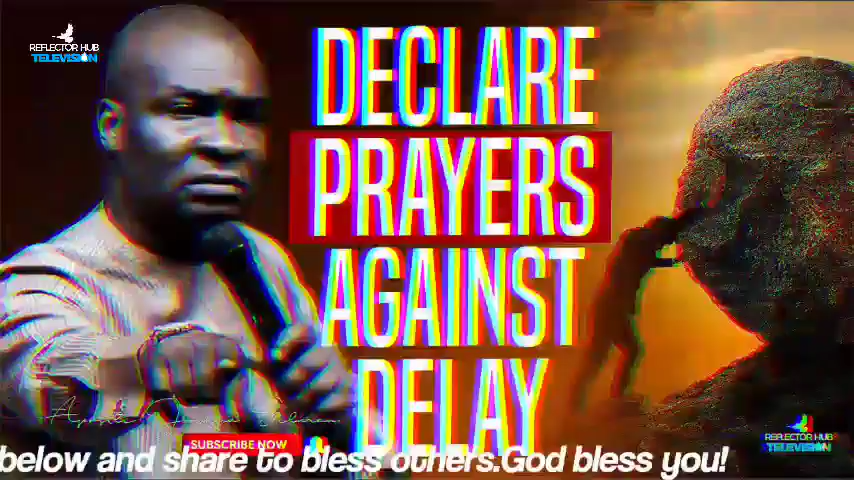 REFLECTOR HUB
TELEVISION
DECLARE
PRAYERS
AGAINST
DELAY
SUBSCRIBE NOW
REFLECTOR HUB
TELEVISION
below and share to bless others.God bless you!